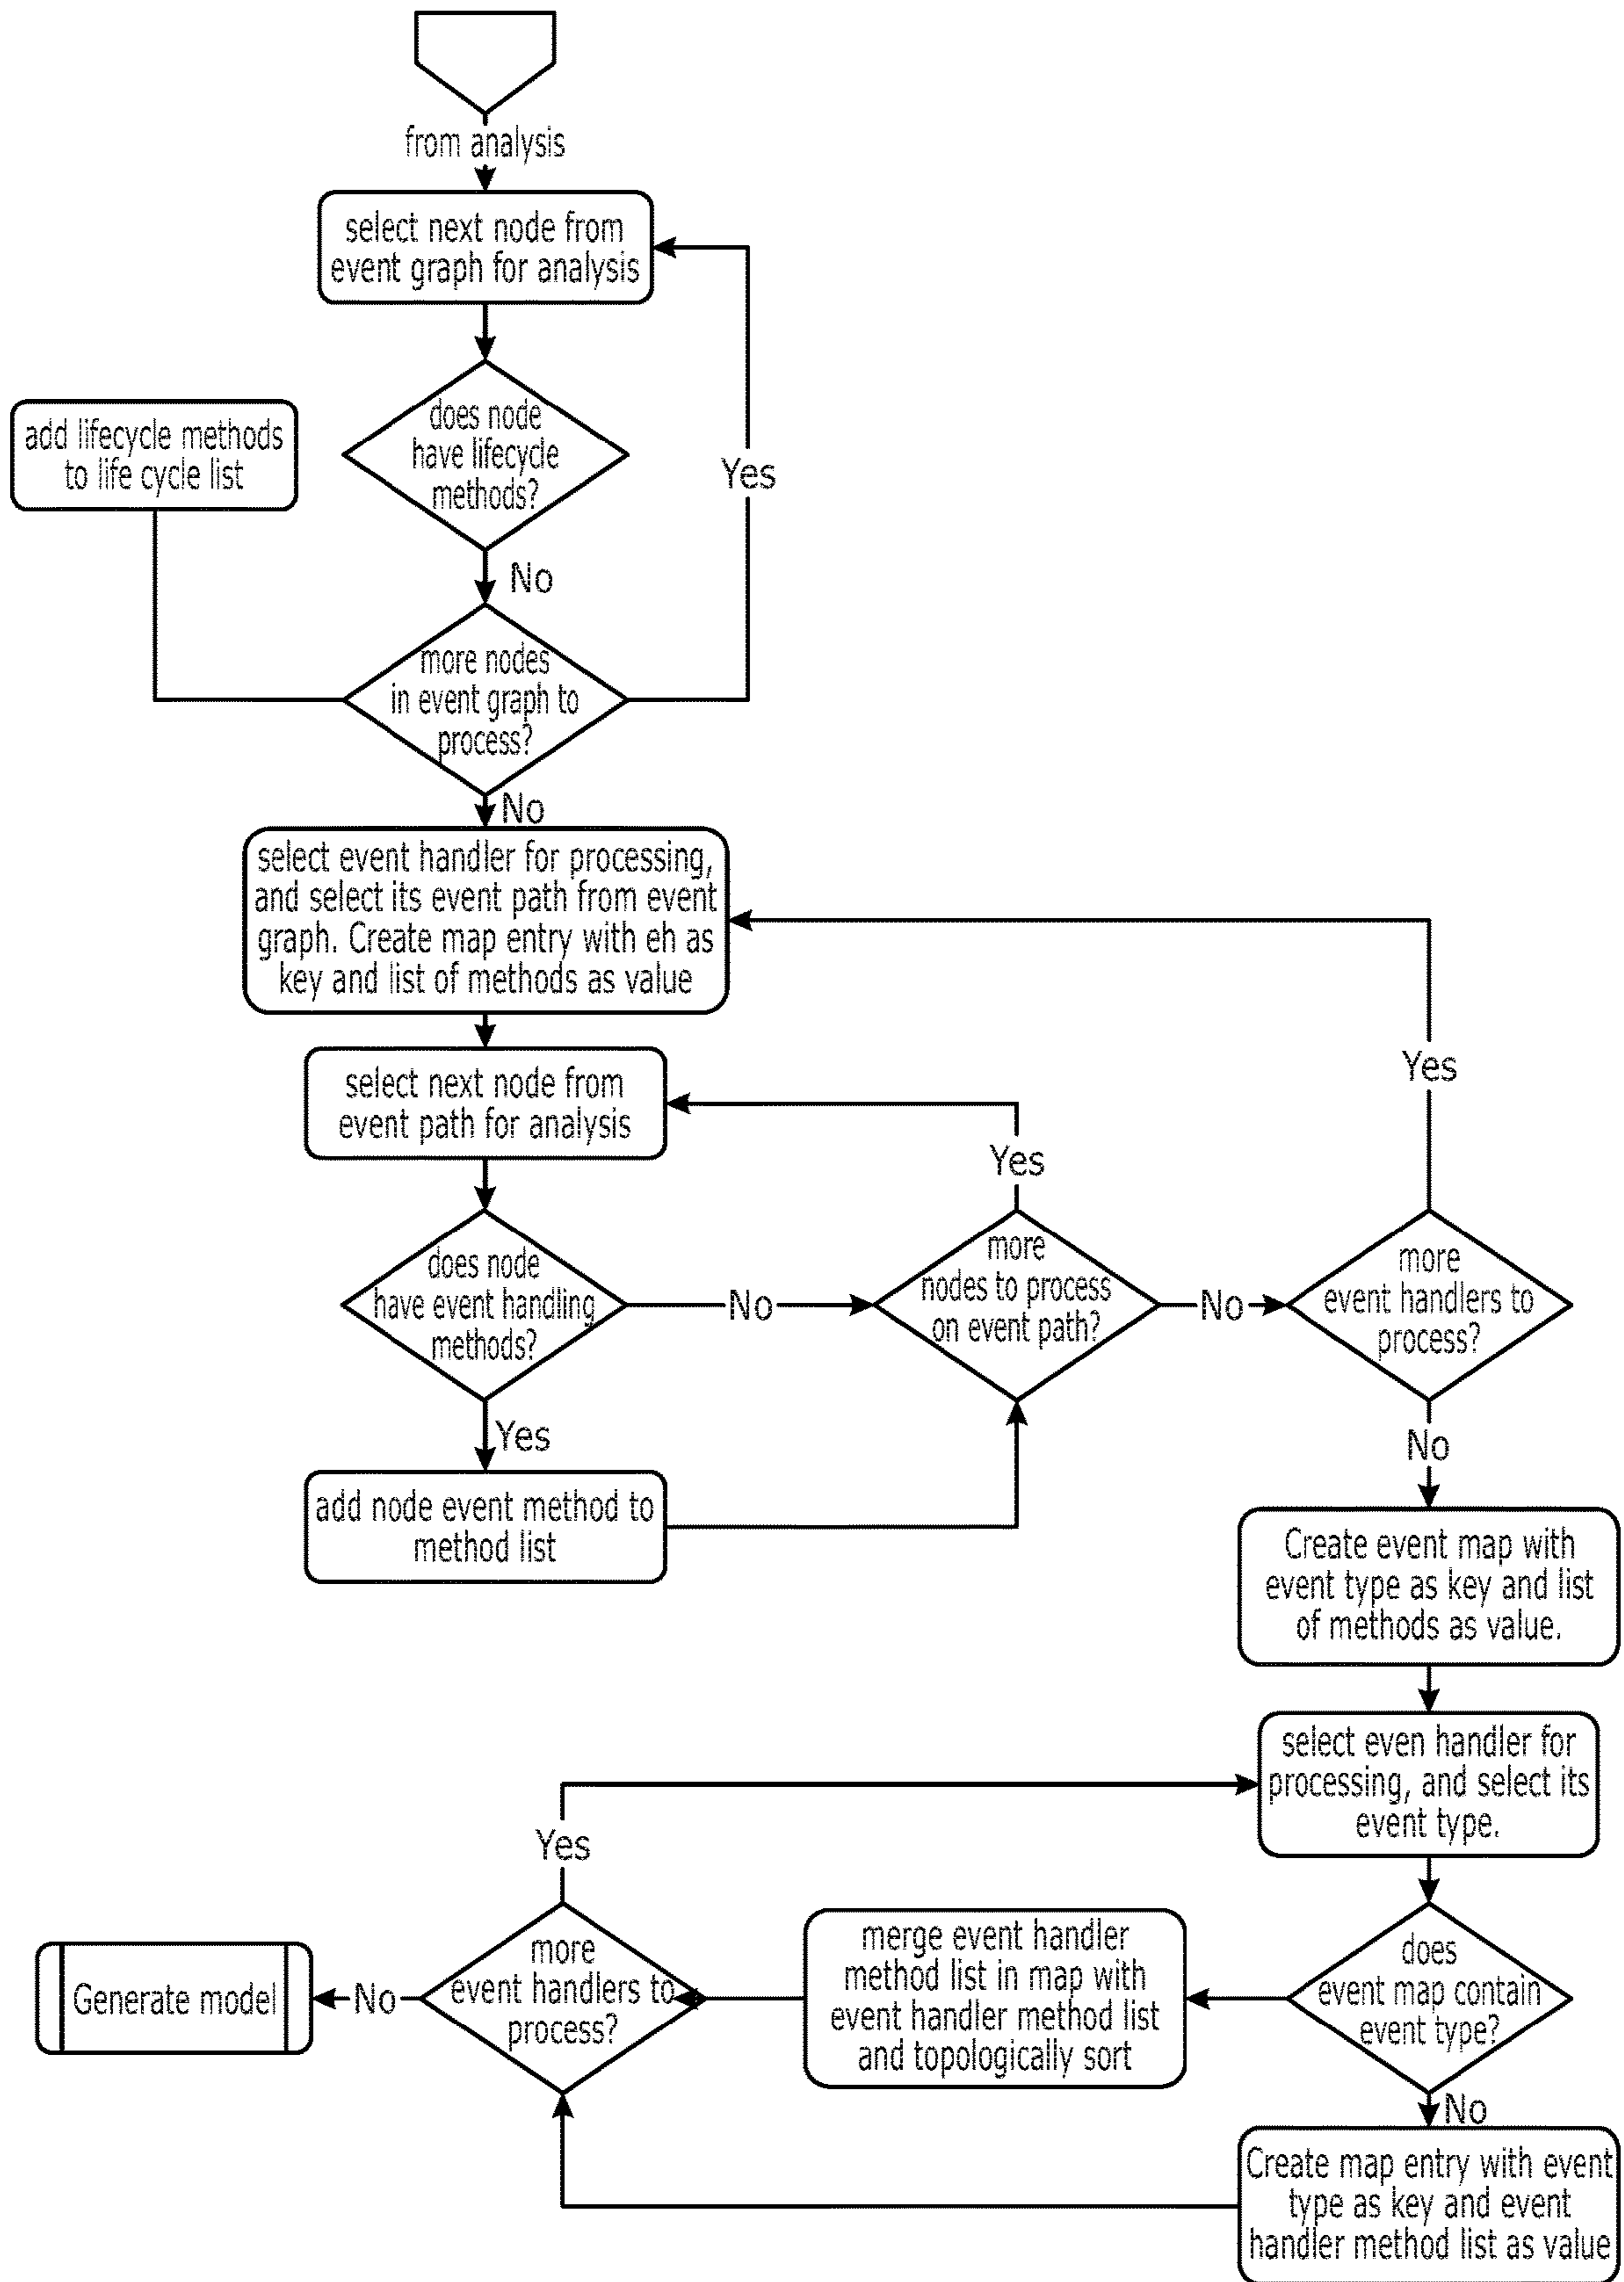 from analysis
select next node from
event graph for analysis
does node
have lifecycle
methods?
add lifecycle methods
to life cycle list
Yes
No
more nodes
in event graph to
process?
No
select event handler for processing,
and select its event path from event
graph. Create map entry with eh as
key and list of methods as value
select next node from
event path for analysis
Yes
Yes
does node
have event handling
methods?
No
more
nodes to process
on event path?
No
more
event handlers to
process?
Yes
add node event method to
method list
No
Create event map with
event type as key and list
of methods as value.
select even handler for
processing, and select its
event type.
Yes
does
event map contain
event type?
merge event handler
method list in map with
event handler method list
and topologically sort
more
event handlers to
process?
No
Generate model
No
Create map entry with event
type as key and event
handler method list as value